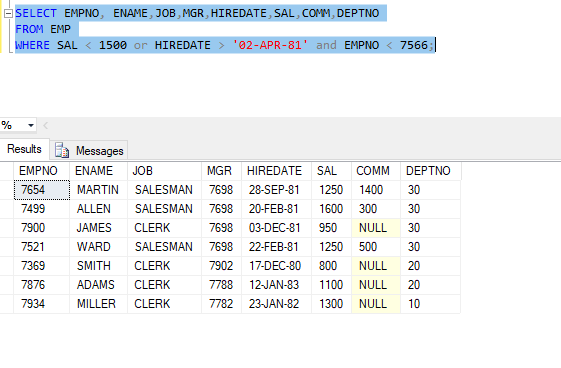 SELECT EMPNO, ENAME,JOB,MGR,HIREDATE,SAL,COMM,DEPTNO
FROM EMP
WHERE SAL < 1500 or HIREDATE > '02-APR-81' and EMPNO < 7566;
%
Results Messages
EMPNO ENAME JOB MGR HIREDATE SAL COMM DEPTNO
7654 MARTIN SALESMAN 7698 28-SEP-81 1250 1400 30
7499 ALLEN SALESMAN 7698 20-FEB-81 1600 300 30
7900 JAMES CLERK 7698 03-DEC-81 950 NULL 30
7521 WARD SALESMAN 7698 22-FEB-81 1250 500 30
7369 SMITH CLERK 7902 17-DEC-80 800 NULL 20
7876 ADAMS CLERK 7788 12-JAN-83 1100 NULL 20
7934 MILLER CLERK 7782 23-JAN-82 1300 NULL 10